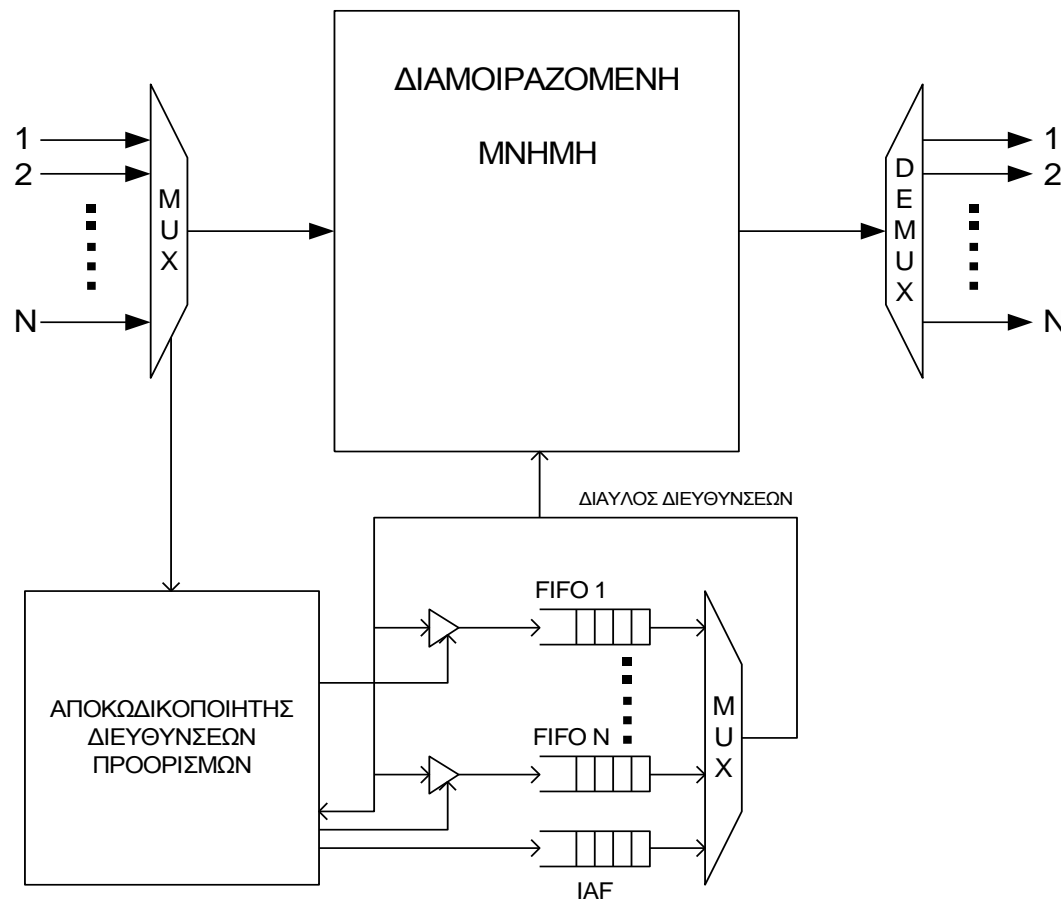 ΔΙΑΜΟΙΡΑΖΟΜΕΝΗ
ΜΝΗΜΗ
1
2
N
MUX
DEMUX
1
2
N
ΔΙΑΥΛΟΣ ΔΙΕΥΘΥΝΣΕΩΝ
ΑΠΟΚΩΔΙΚΟΠΟΙΗΤΗΣ
ΔΙΕΥΘΥΝΣΕΩΝ
ΠΡΟΟΡΙΣΜΩΝ
FIFO 1
FIFO N
IAF
MUX